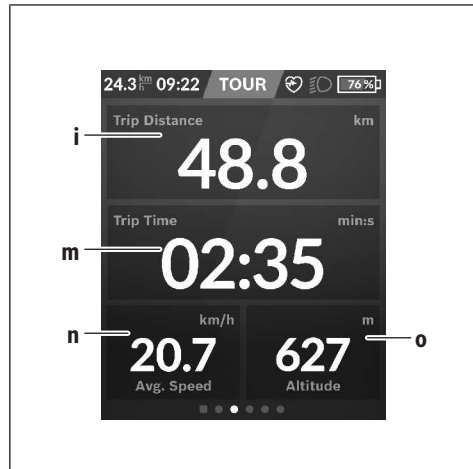 24.3 km/h 09:22 TOUR 76 %
Trip Distance km
i
48.8
Trip Time min:s
m
02:35
n km/h m o
20.7 627
Avg. Speed Altitude